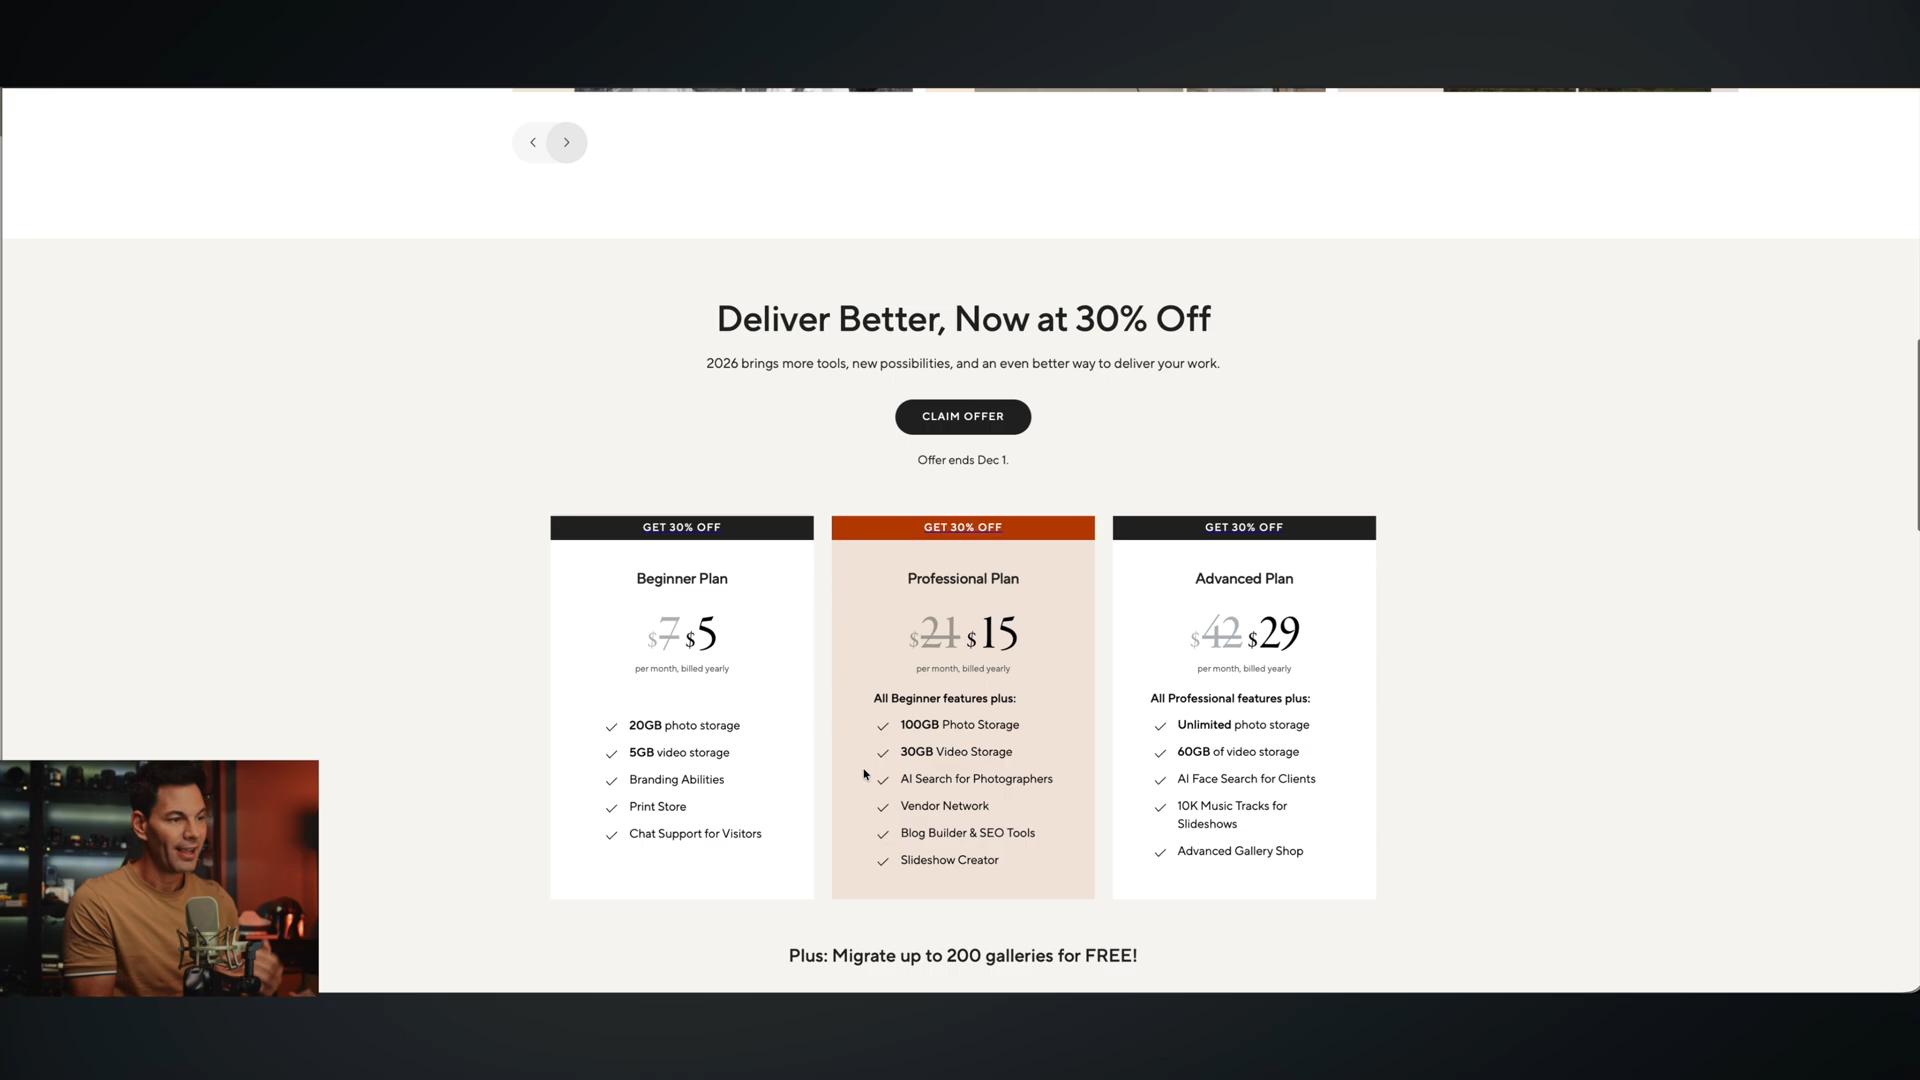 Deliver Better, Now at 30% Off
2026 brings more tools, new possibilities, and an even better way to deliver your work.
CLAIM OFFER
Offer ends Dec 1.
GET 30% OFF
Beginner Plan
$7 $5
per month, billed yearly
20GB photo storage
5GB video storage
Branding Abilities
Print Store
Chat Support for Visitors
GET 30% OFF
Professional Plan
$21 $15
per month, billed yearly
All Beginner features plus:
100GB Photo Storage
30GB Video Storage
AI Search for Photographers
Vendor Network
Blog Builder & SEO Tools
Slideshow Creator
GET 30% OFF
Advanced Plan
$42 $29
per month, billed yearly
All Professional features plus:
Unlimited photo storage
60GB of video storage
AI Face Search for Clients
10K Music Tracks for
Slideshows
Advanced Gallery Shop
Plus: Migrate up to 200 galleries for FREE!